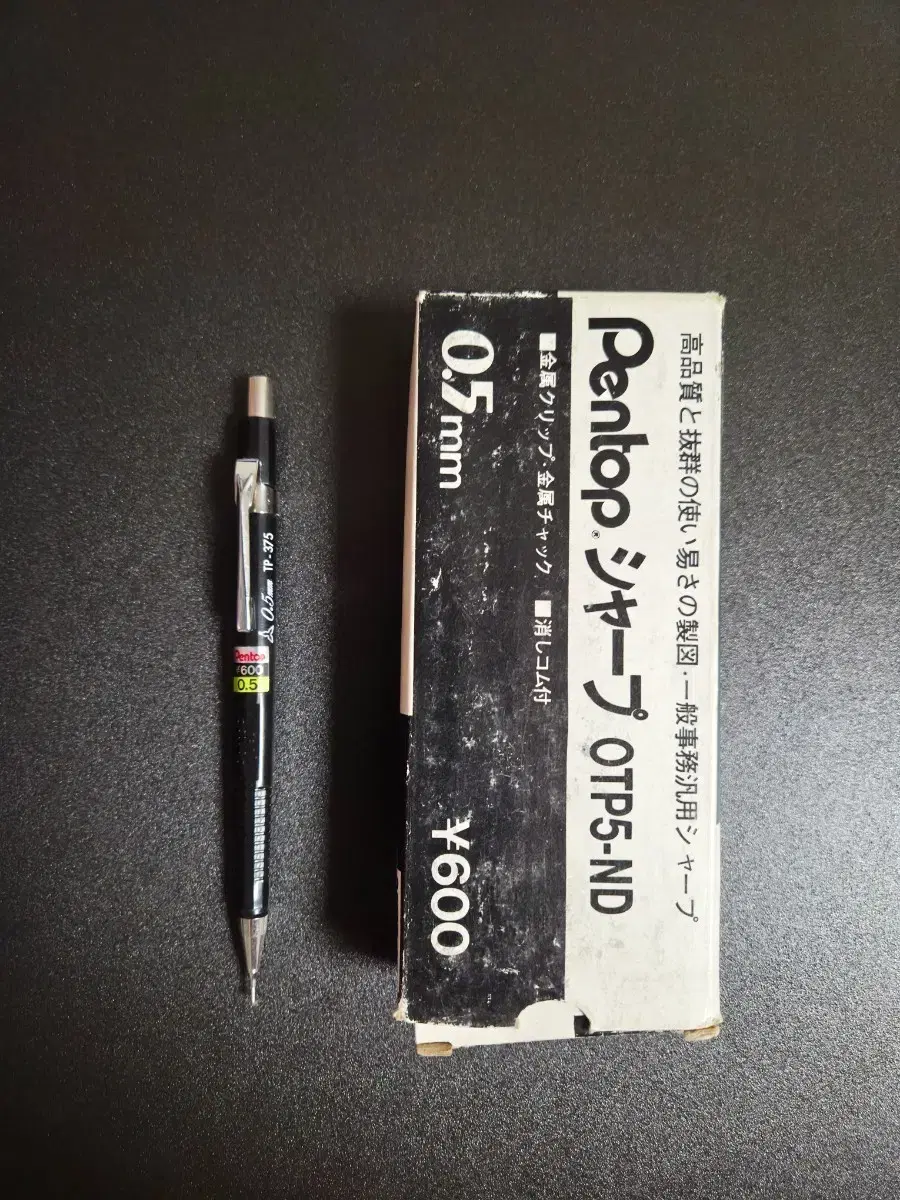 高品質と抜群の使い易さの製図・一般事務汎用シャープ
Pentop® シャープ OTP5-ND
■金属クリップ・金属チャック ■消しゴム付
0.5mm ¥600
0.5mm TP-375
Pentop
¥600
0.5